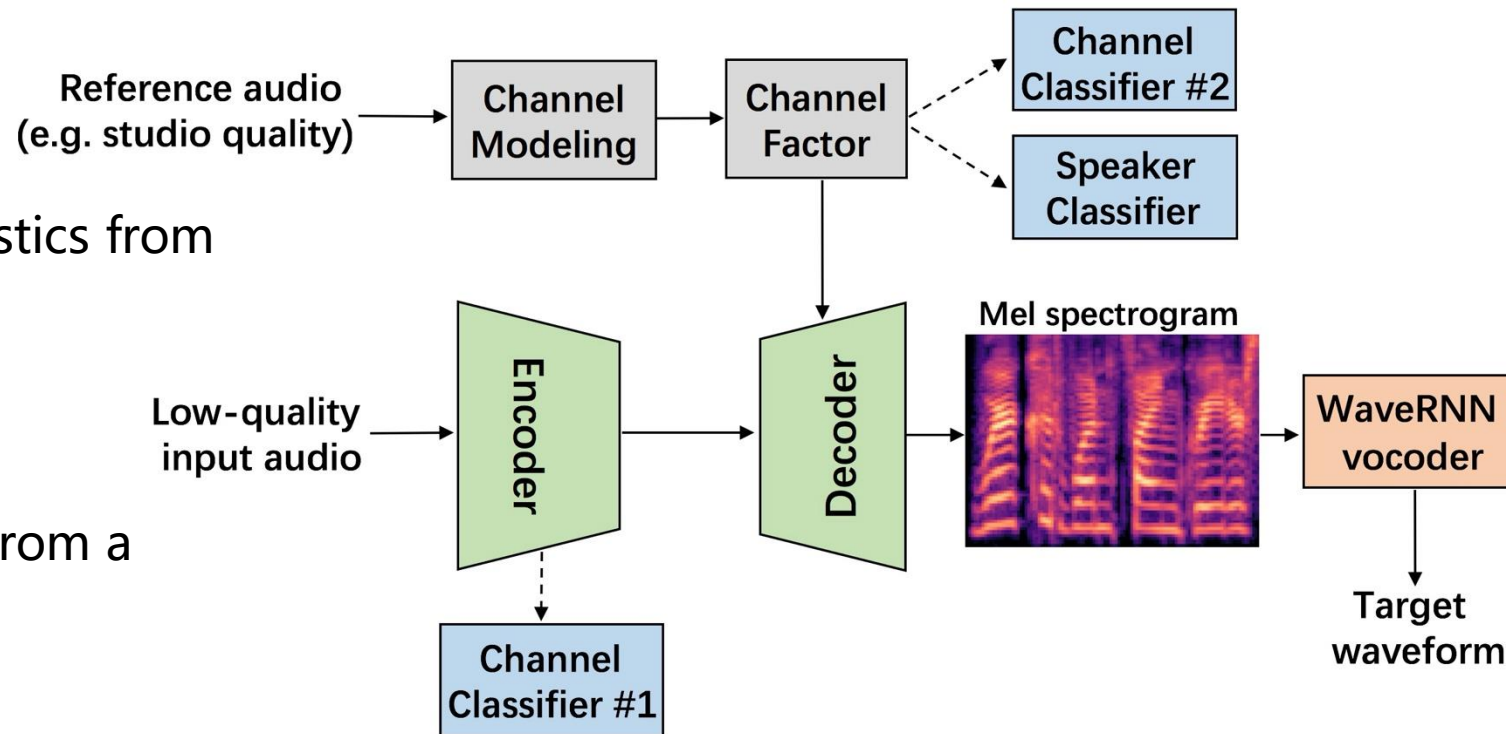 Reference audio
(e.g. studio quality)
Channel
Modeling
Channel
Factor
Channel
Classifier #2
Speaker
Classifier
stics from
Low-quality
input audio
Encoder
Decoder
Mel spectrogram
WaveRNN
vocoder
rom a
Target
waveform
Channel
Classifier #1